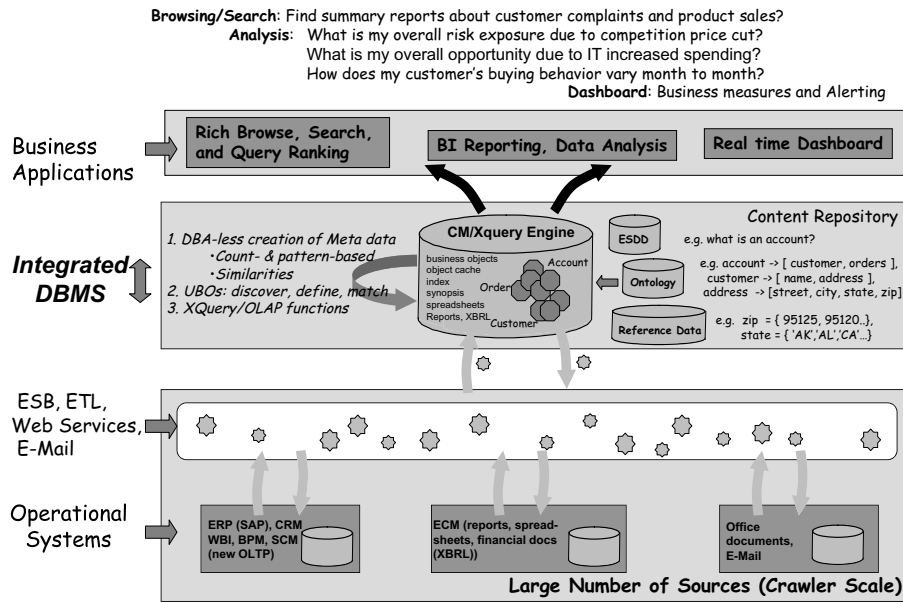 Browsing/Search: Find summary reports about customer complaints and product sales?
Analysis: What is my overall risk exposure due to competition price cut?
What is my overall opportunity due to IT increased spending?
How does my customer's buying behavior vary month to month?
Dashboard: Business measures and Alerting
Business
Applications
Rich Browse, Search,
and Query Ranking
BI Reporting, Data Analysis
Real time Dashboard
Integrated
DBMS
1. DBA-less creation of Meta data
•Count- & pattern-based
•Similarities
2. UBOs: discover, define, match
3. XQuery/OLAP functions
CM/Xquery Engine
business objects
object cache
index
synopsis
spreadsheets
Reports, XBRL
Account
Order
Customer
Content Repository
ESDD
e.g. what is an account?
Ontology
e.g. account -> [ customer, orders ],
customer -> [ name, address ],
address -> [street, city, state, zip]
Reference Data
e.g. zip = { 95125, 95120..},
state = { 'AK','AL','CA'...}
ESB, ETL,
Web Services,
E-Mail
Operational
Systems
ERP (SAP), CRM
WBI, BPM, SCM
(new OLTP)
ECM (reports, spread-
sheets, financial docs
(XBRL))
Office
documents,
E-Mail
Large Number of Sources (Crawler Scale)